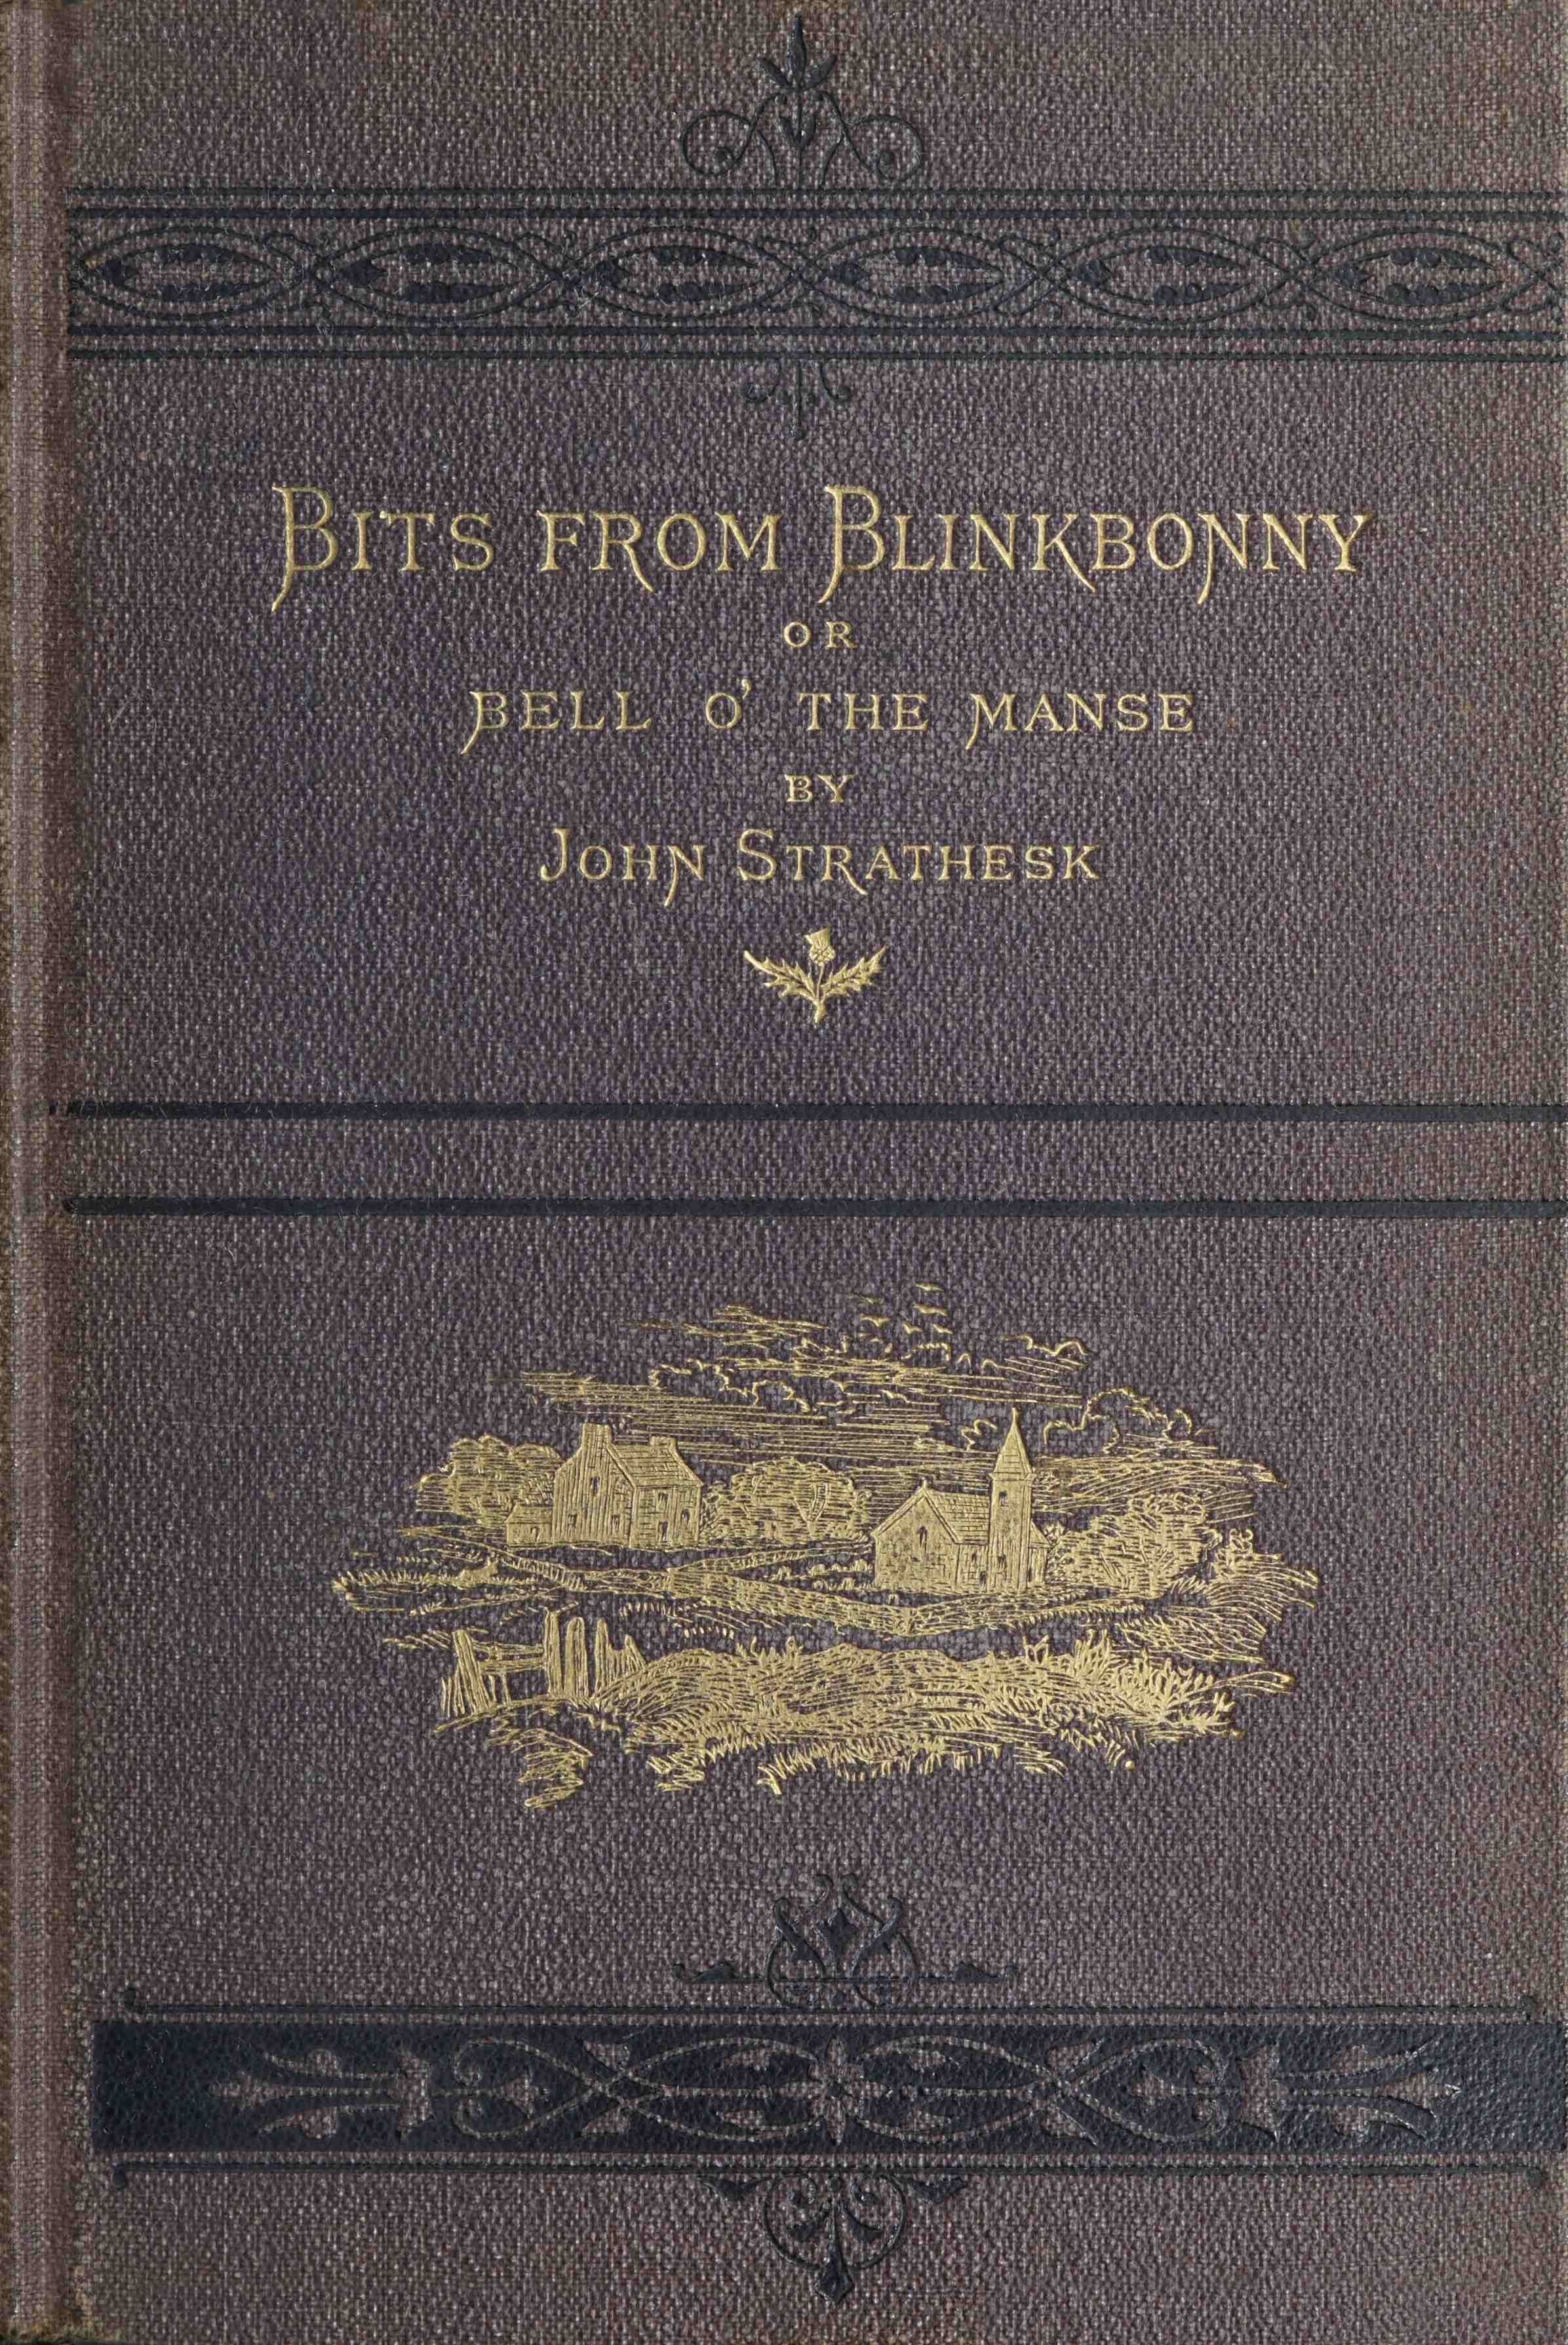 BITS FROM BLINKBONNY
OR
BELL O' THE MANSE
BY
JOHN STRATHESK